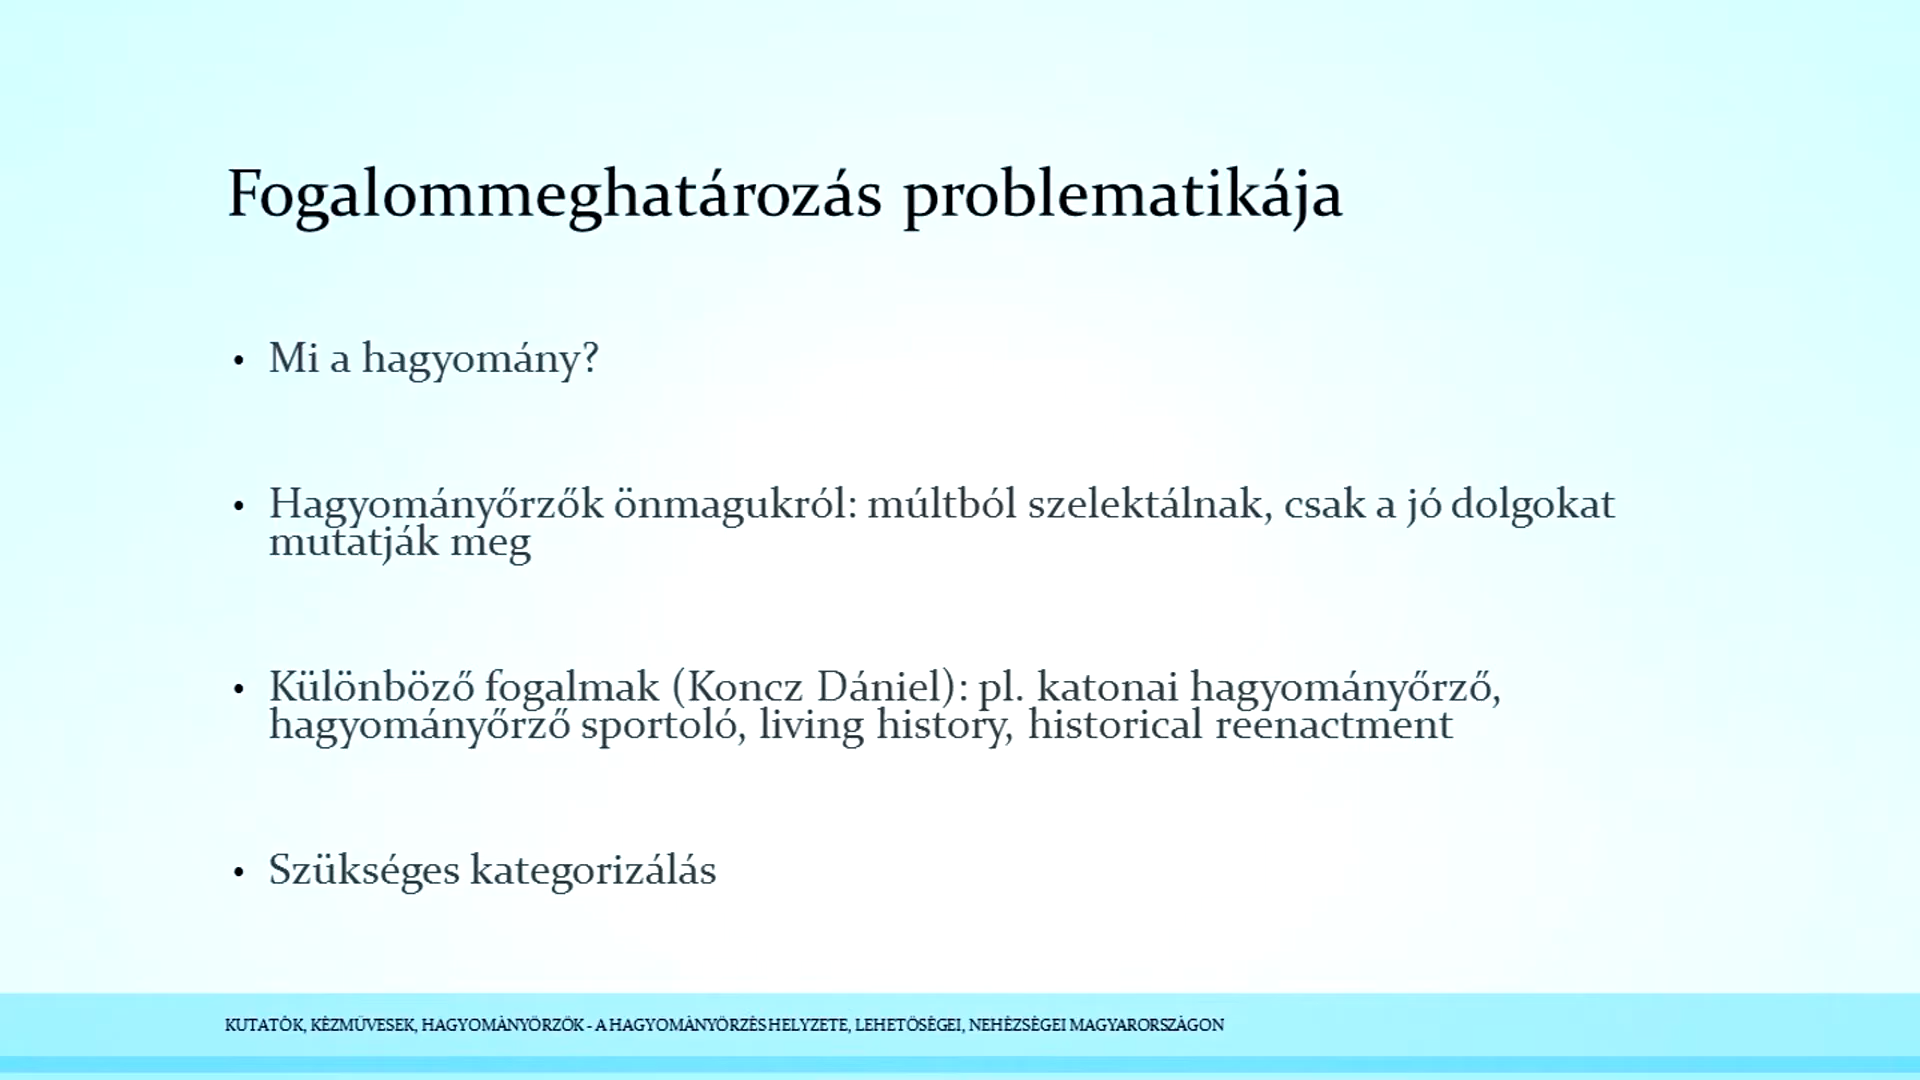 Fogalommeghatározás problematikája
• Mi a hagyomány?
• Hagyományőrzők önmagukról: múltból szelektálnak, csak a jó dolgokat
mutatják meg
• Különböző fogalmak (Koncz Dániel): pl. katonai hagyományőrző,
hagyományőrző sportoló, living history, historical reenactment
• Szükséges kategorizálás
KUTATÓK, KÉZMŰVESEK, HAGYOMÁNYŐRZŐK - A HAGYOMÁNYŐRZÉS HELYZETE, LEHETŐSÉGEI, NEHÉZSÉGEI MAGYARORSZÁGON